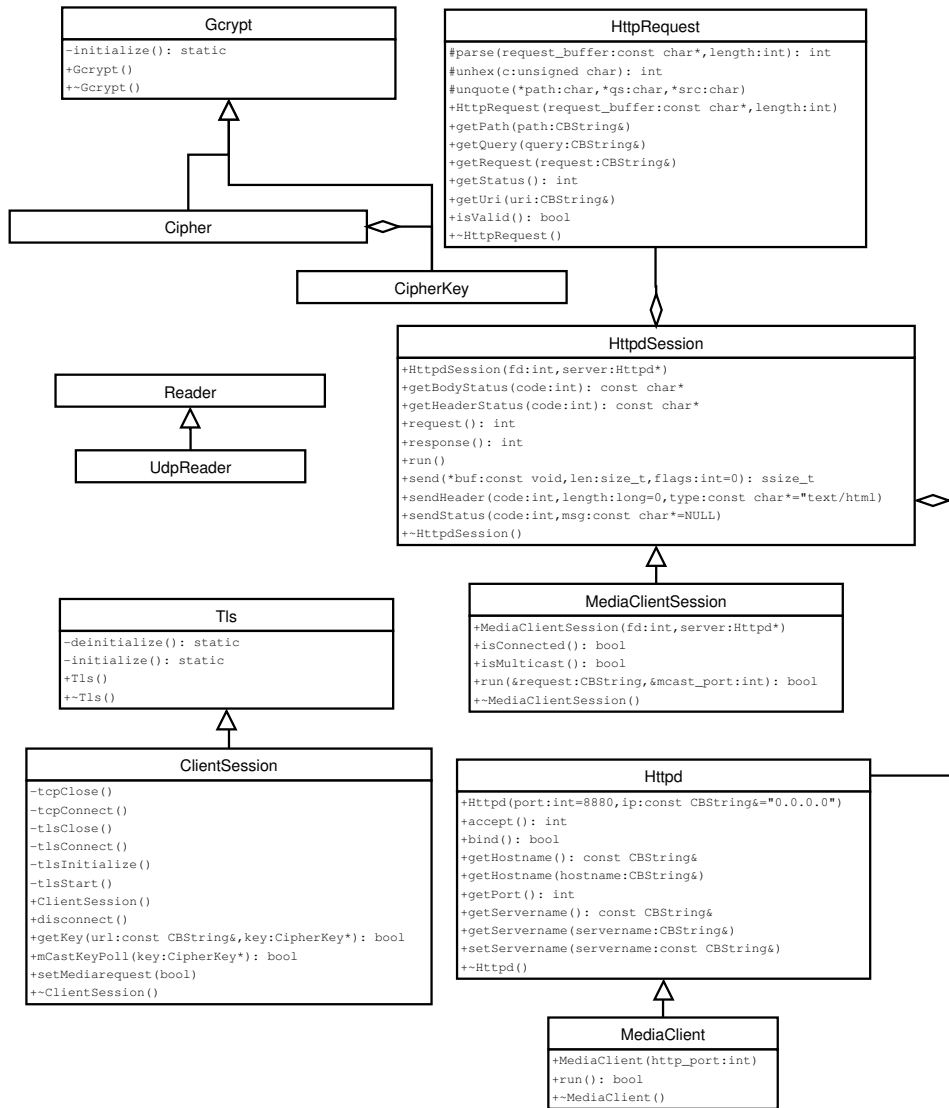 Gcrypt
-initialize(): static
+Gcrypt()
+~Gcrypt()
HttpRequest
#parse(request_buffer:const char*,length:int): int
#unhex(c:unsigned char): int
#unquote(*path:char,*qs:char,*src:char)
+HttpRequest(request_buffer:const char*,length:int)
+getPath(path:CBString&)
+getQuery(query:CBString&)
+getRequest(request:CBString&)
+getStatus(): int
+getUri(uri:CBString&)
+isValid(): bool
+~HttpRequest()
Cipher
CipherKey
HttpdSession
+HttpdSession(fd:int,server:Httpd*)
+getBodyStatus(code:int): const char*
+getHeaderStatus(code:int): const char*
+request(): int
+response(): int
+run()
+send(*buf:const void,len:size_t,flags:int=0): ssize_t
+sendHeader(code:int,length:long=0,type:const char*="text/html)
+sendStatus(code:int,msg:const char*=NULL)
+~HttpdSession()
Reader
UdpReader
MediaClientSession
+MediaClientSession(fd:int,server:Httpd*)
+isConnected(): bool
+isMulticast(): bool
+run(&request:CBString,&mcast_port:int): bool
+~MediaClientSession()
Tls
-deinitialize(): static
-initialize(): static
+Tls()
+~Tls()
ClientSession
-tcpClose()
-tcpConnect()
-tlsClose()
-tlsConnect()
-tlsInitialize()
-tlsStart()
+ClientSession()
+disconnect()
+getKey(url:const CBString&,key:CipherKey*): bool
+mCastKeyPoll(key:CipherKey*): bool
+setMediarequest(bool)
+~ClientSession()
Httpd
+Httpd(port:int=8880,ip:const CBString&="0.0.0.0")
+accept(): int
+bind(): bool
+getHostname(): const CBString&
+getHostname(hostname:CBString&)
+getPort(): int
+getServername(): const CBString&
+getServername(servername:CBString&)
+setServername(servername:const CBString&)
+~Httpd()
MediaClient
+MediaClient(http_port:int)
+run(): bool
+~MediaClient()